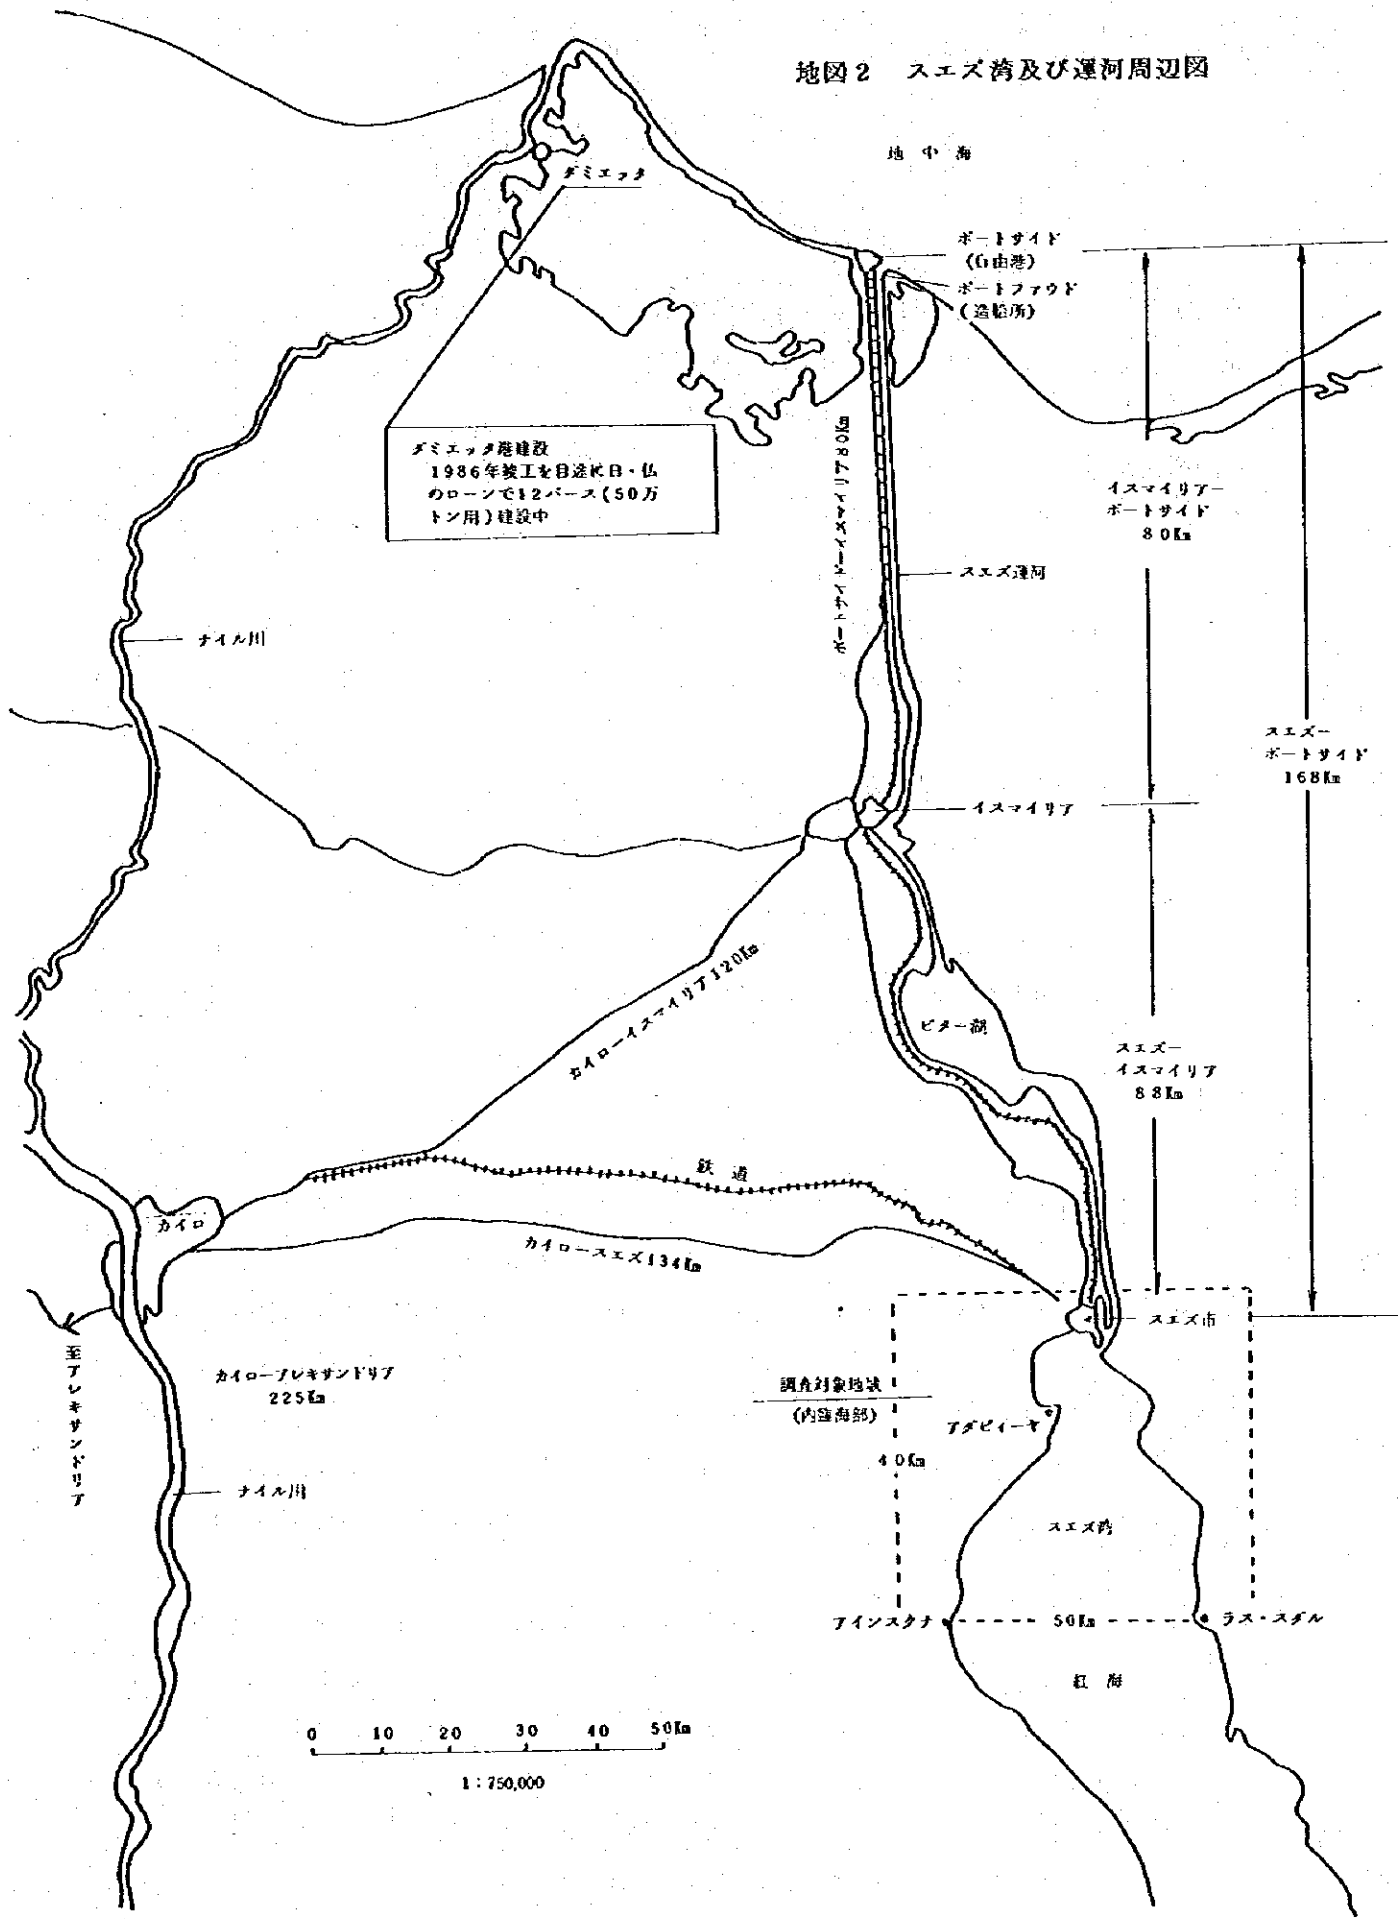 地図2 スエズ湾及び運河周辺図
地中海
ダミエッタ
ポートサイド
(自由港)
ポートファウド
(造船所)
ダミエッタ港建設
1986年竣工を目途に日・仏
のローンで12バース(50万
トン用)建設中
ポートサイドーイスマイリア80Km
イスマイリアー
ポートサイド
80Km
スエズ運河
ナイル川
スエズー
ポートサイド
168Km
イスマイリア
カイローイスマイリア120Km
ビター湖
スエズー
イスマイリア
88Km
鉄道
カイロ
カイロースエズ134Km
スエズ市
至アレキサンドリア
カイローアレキサンドリア
225Km
調査対象地域
(内陸海部)
アダビィーヤ
40Km
ナイル川
スエズ湾
アインスクナ
50Km
ラス・スダル
紅海
0 10 20 30 40 50Km
1:750,000